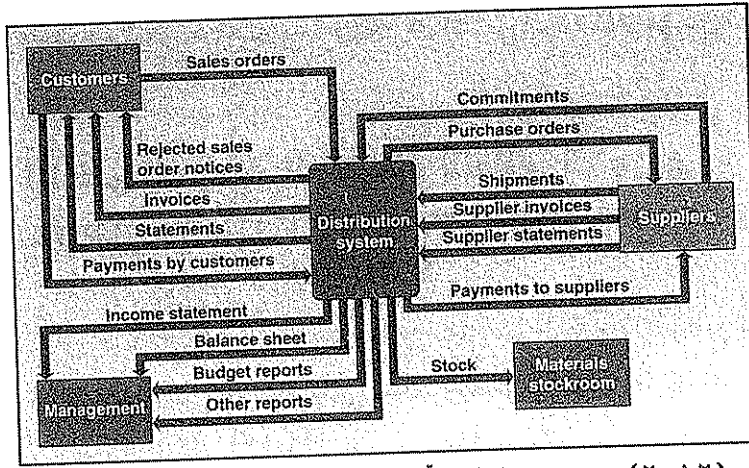 Customers
Sales orders
Commitments
Purchase orders
Rejected sales
order notices
Shipments
Invoices
Distribution
system
Supplier invoices
Suppliers
Statements
Supplier statements
Payments by customers
Payments to suppliers
Income statement
Balance sheet
Stock
Materials
stockroom
Budget reports
Management
Other reports